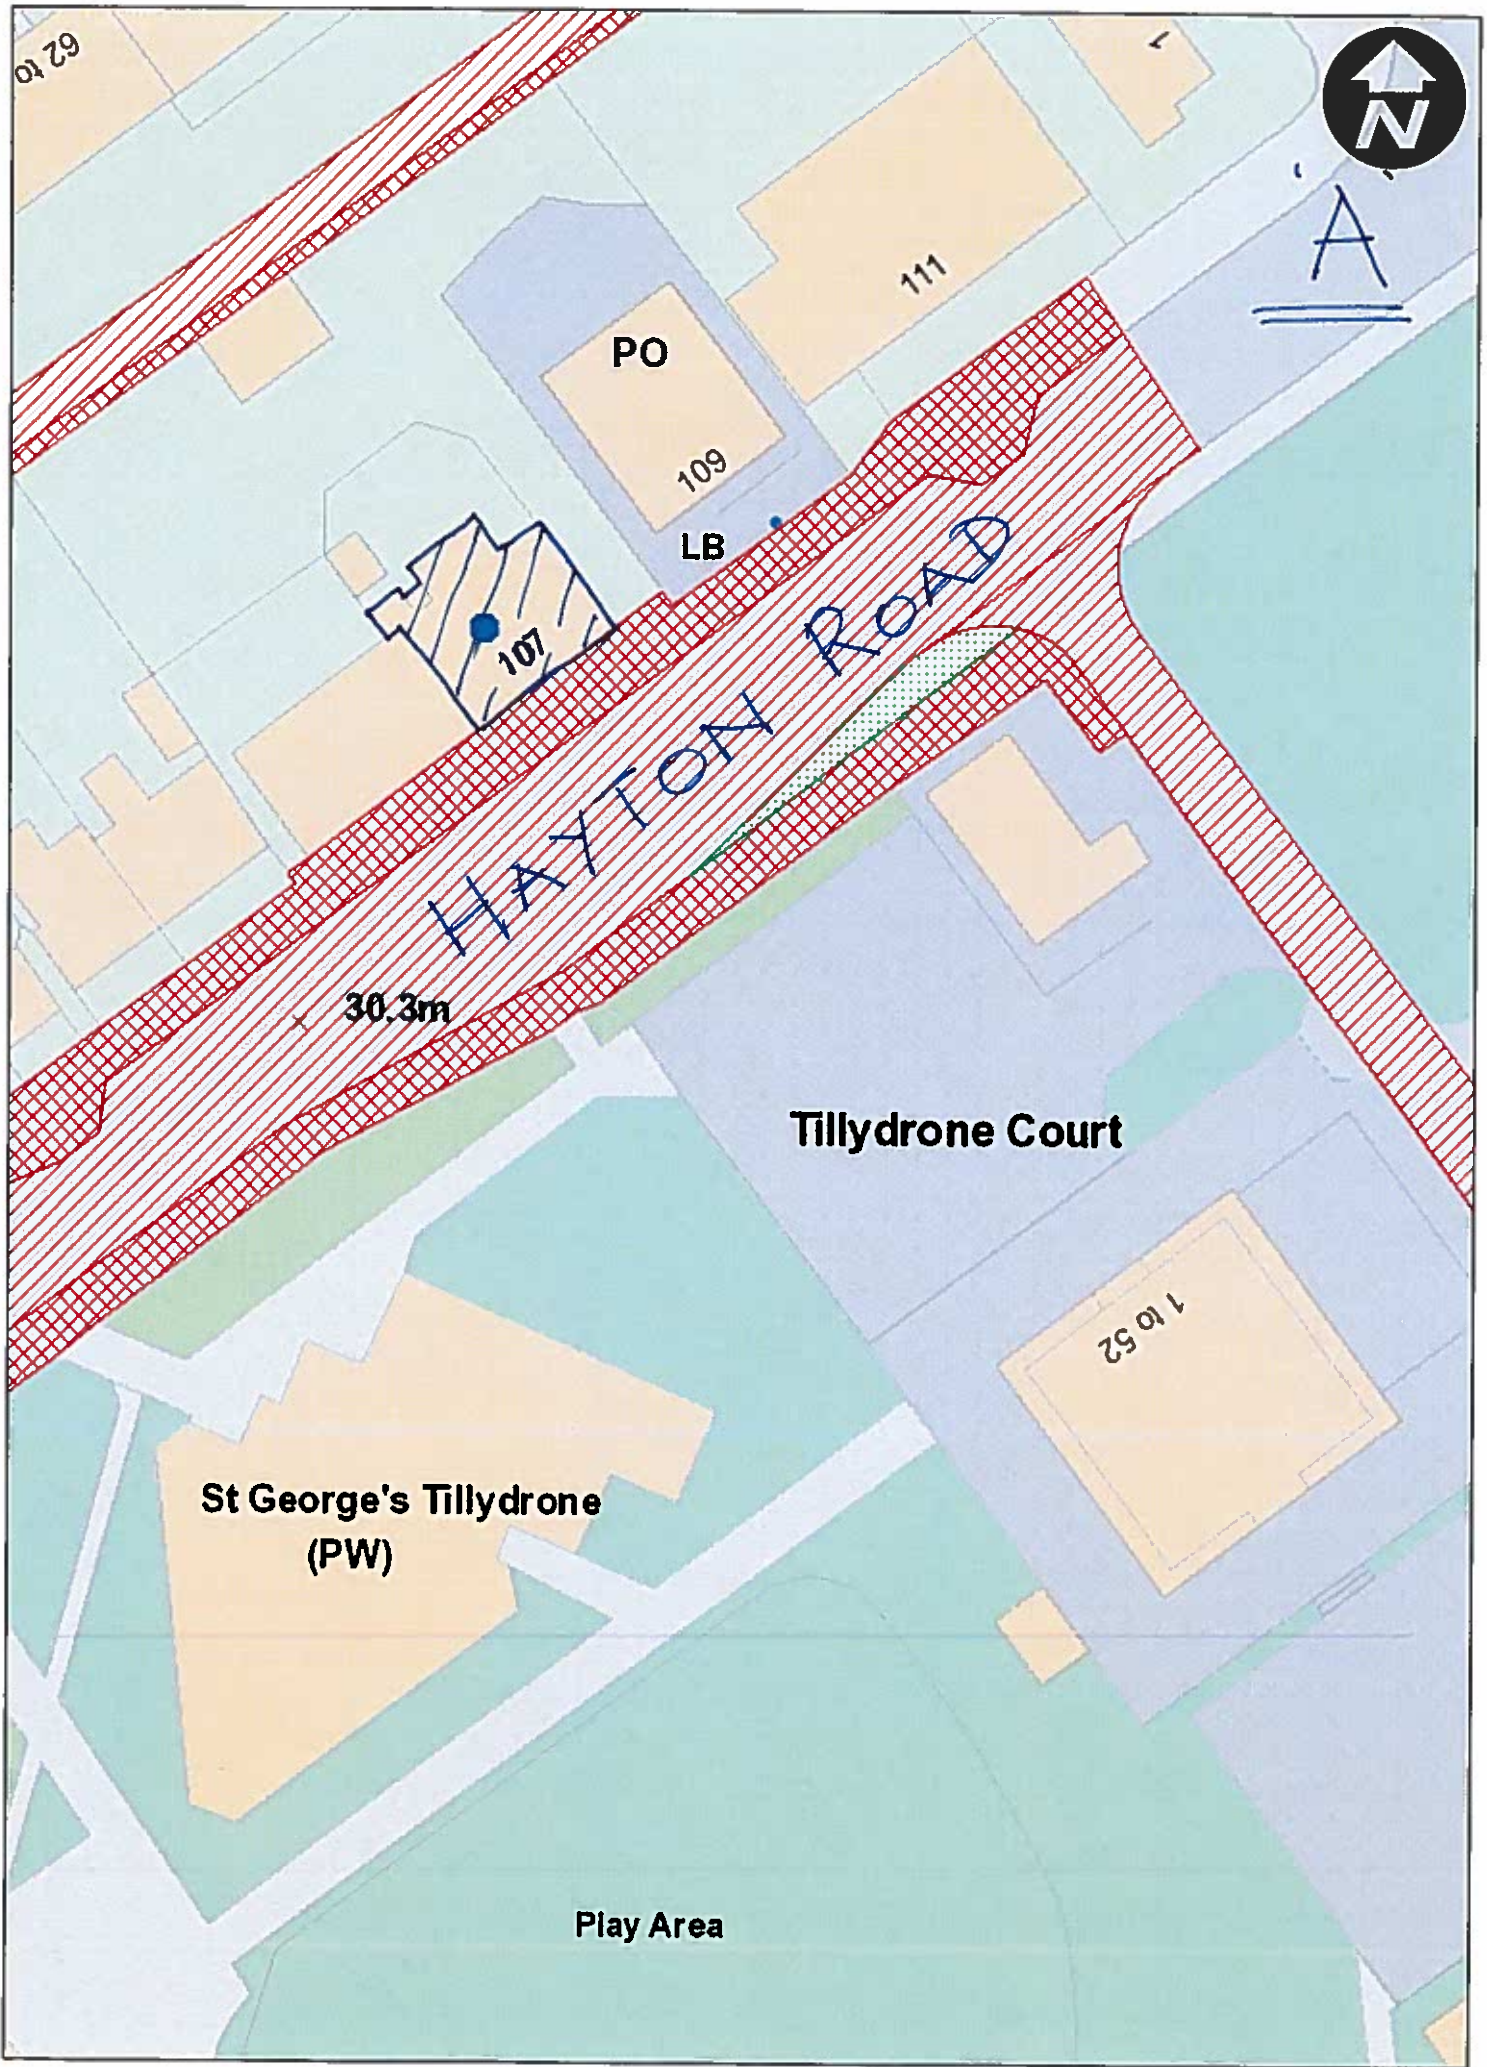 62 to
1
N
'A'
111
PO
109
LB
107
HAYTON ROAD
30.3m
Tillydrone Court
1 to 52
St George's Tillydrone
(PW)
Play Area